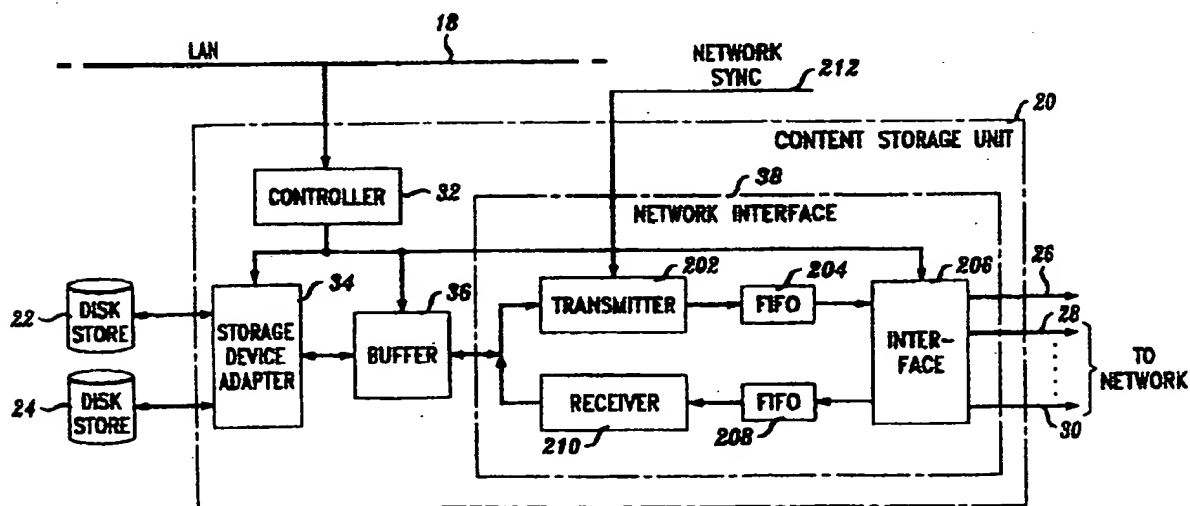 LAN
18
NETWORK
SYNC
212
20
CONTENT STORAGE UNIT
38
NETWORK INTERFACE
CONTROLLER
32
202
204
206
26
34
36
TRANSMITTER
FIFO
28
22
DISK
STORE
STORAGE
DEVICE
ADAPTER
BUFFER
INTER-
FACE
TO
NETWORK
24
DISK
STORE
RECEIVER
FIFO
30
210
208